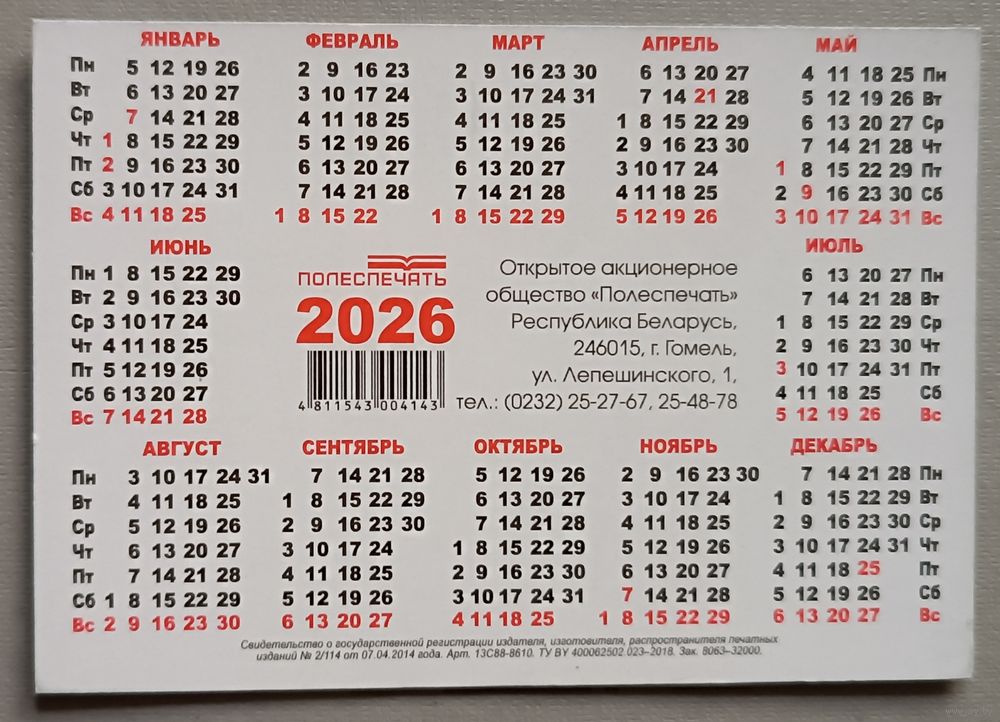 ЯНВАРЬ ФЕВРАЛЬ МАРТ АПРЕЛЬ МАЙ
Пн 5 12 19 26 2 9 16 23 2 9 16 23 30 6 13 20 27 4 11 18 25 Пн
Вт 6 13 20 27 3 10 17 24 3 10 17 24 31 7 14 21 28 5 12 19 26 Вт
Ср 7 14 21 28 4 11 18 25 4 11 18 25 1 8 15 22 29 6 13 20 27 Ср
Чт 1 8 15 22 29 5 12 19 26 5 12 19 26 2 9 16 23 30 7 14 21 28 Чт
Пт 2 9 16 23 30 6 13 20 27 6 13 20 27 3 10 17 24 1 8 15 22 29 Пт
Сб 3 10 17 24 31 7 14 21 28 7 14 21 28 4 11 18 25 2 9 16 23 30 Сб
Вс 4 11 18 25 1 8 15 22 1 8 15 22 29 5 12 19 26 3 10 17 24 31 Вс
ИЮНЬ
Пн 1 8 15 22 29
Вт 2 9 16 23 30
Ср 3 10 17 24
Чт 4 11 18 25
Пт 5 12 19 26
Сб 6 13 20 27
Вс 7 14 21 28
ПОЛЕСПЕЧАТЬ
2026
4 811543 004143
Открытое акционерное
общество «Полеспечать»
Республика Беларусь,
246015, г. Гомель,
ул. Лепешинского, 1,
тел.: (0232) 25-27-67, 25-48-78
ИЮЛЬ
6 13 20 27 Пн
7 14 21 28 Вт
1 8 15 22 29 Ср
2 9 16 23 30 Чт
3 10 17 24 31 Пт
4 11 18 25 Сб
5 12 19 26 Вс
АВГУСТ СЕНТЯБРЬ ОКТЯБРЬ НОЯБРЬ ДЕКАБРЬ
Пн 3 10 17 24 31 7 14 21 28 5 12 19 26 2 9 16 23 30 7 14 21 28 Пн
Вт 4 11 18 25 1 8 15 22 29 6 13 20 27 3 10 17 24 1 8 15 22 29 Вт
Ср 5 12 19 26 2 9 16 23 30 7 14 21 28 4 11 18 25 2 9 16 23 30 Ср
Чт 6 13 20 27 3 10 17 24 1 8 15 22 29 5 12 19 26 3 10 17 24 31 Чт
Пт 7 14 21 28 4 11 18 25 2 9 16 23 30 6 13 20 27 4 11 18 25 Пт
Сб 1 8 15 22 29 5 12 19 26 3 10 17 24 31 7 14 21 28 5 12 19 26 Сб
Вс 2 9 16 23 30 6 13 20 27 4 11 18 25 1 8 15 22 29 6 13 20 27 Вс
Свидетельство о государственной регистрации издателя, изготовителя, распространителя печатных
изданий № 2/114 от 07.04.2014 года. Арт. 13С88-8610. ТУ BY 400062502.023–2018. Зак. 8063–32000.